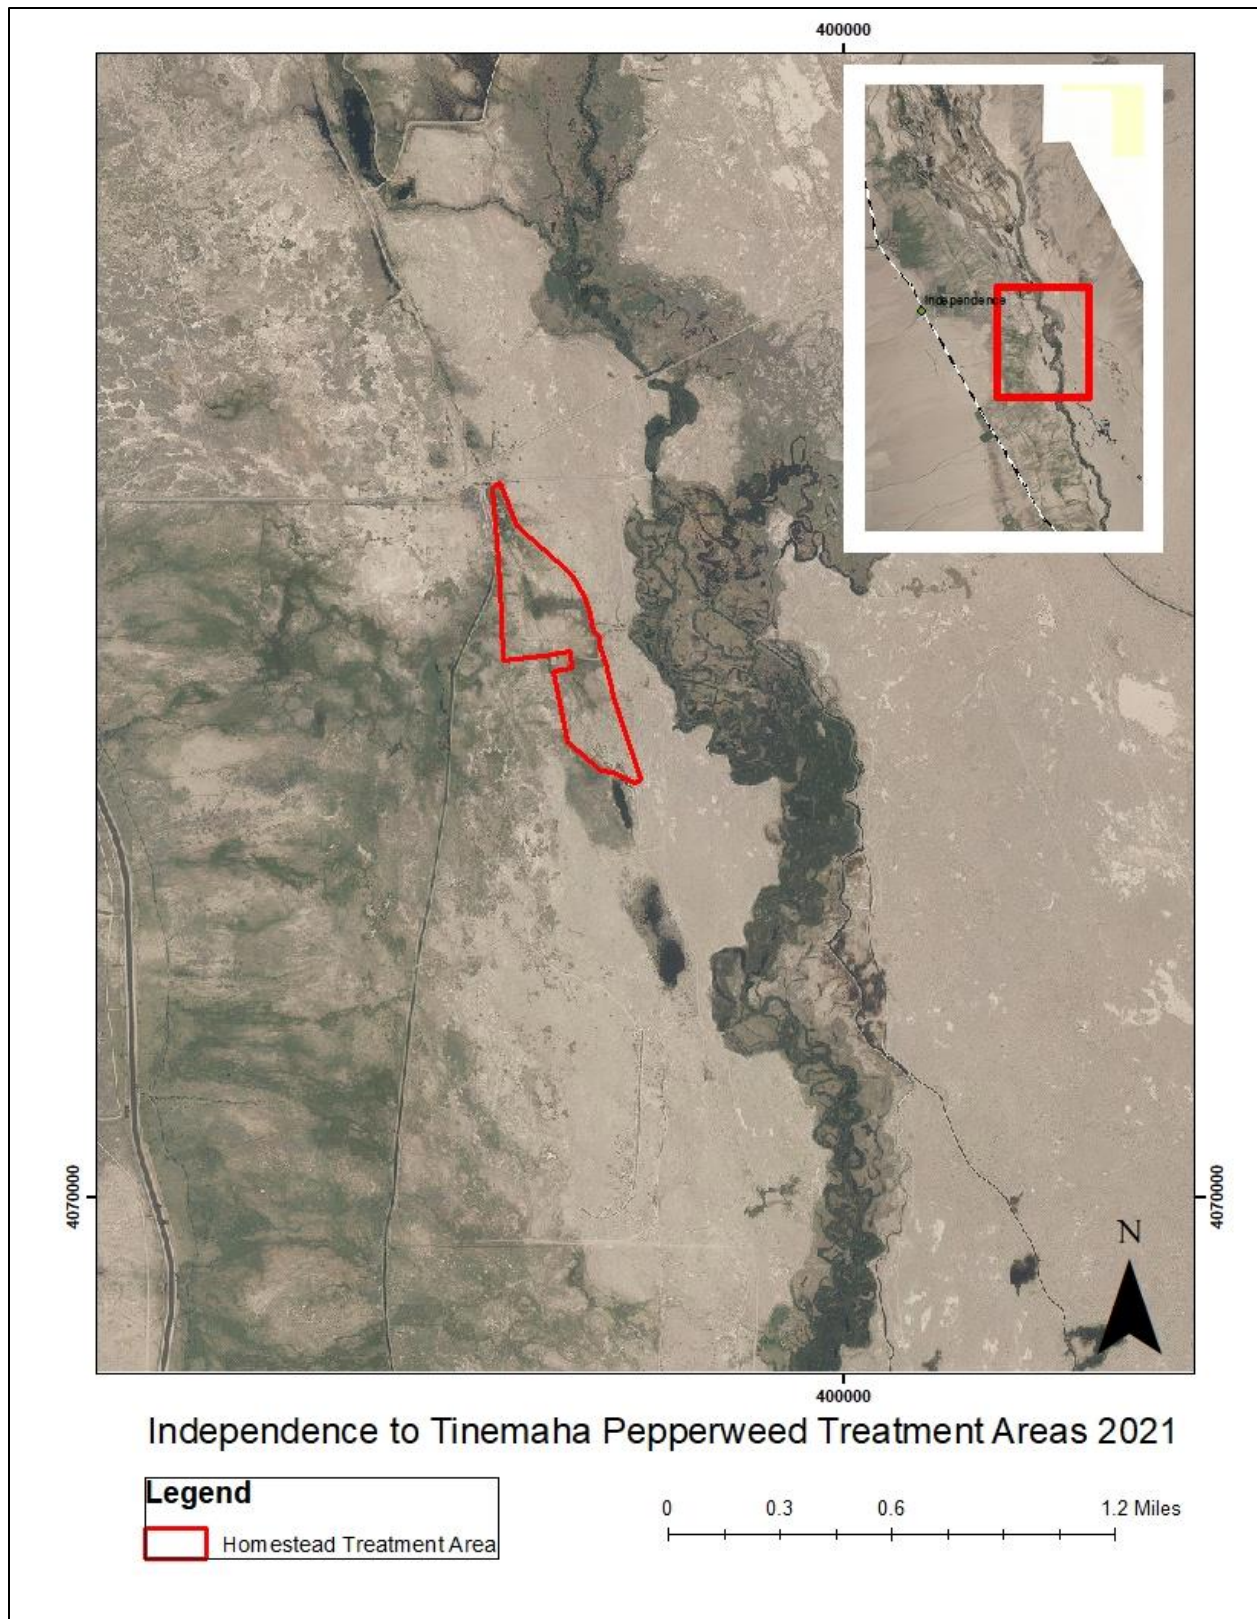 400000
Independence
4070000
4070000
N
400000
Independence to Tinemaha Pepperweed Treatment Areas 2021
Legend
Homestead Treatment Area
0 0.3 0.6 1.2 Miles